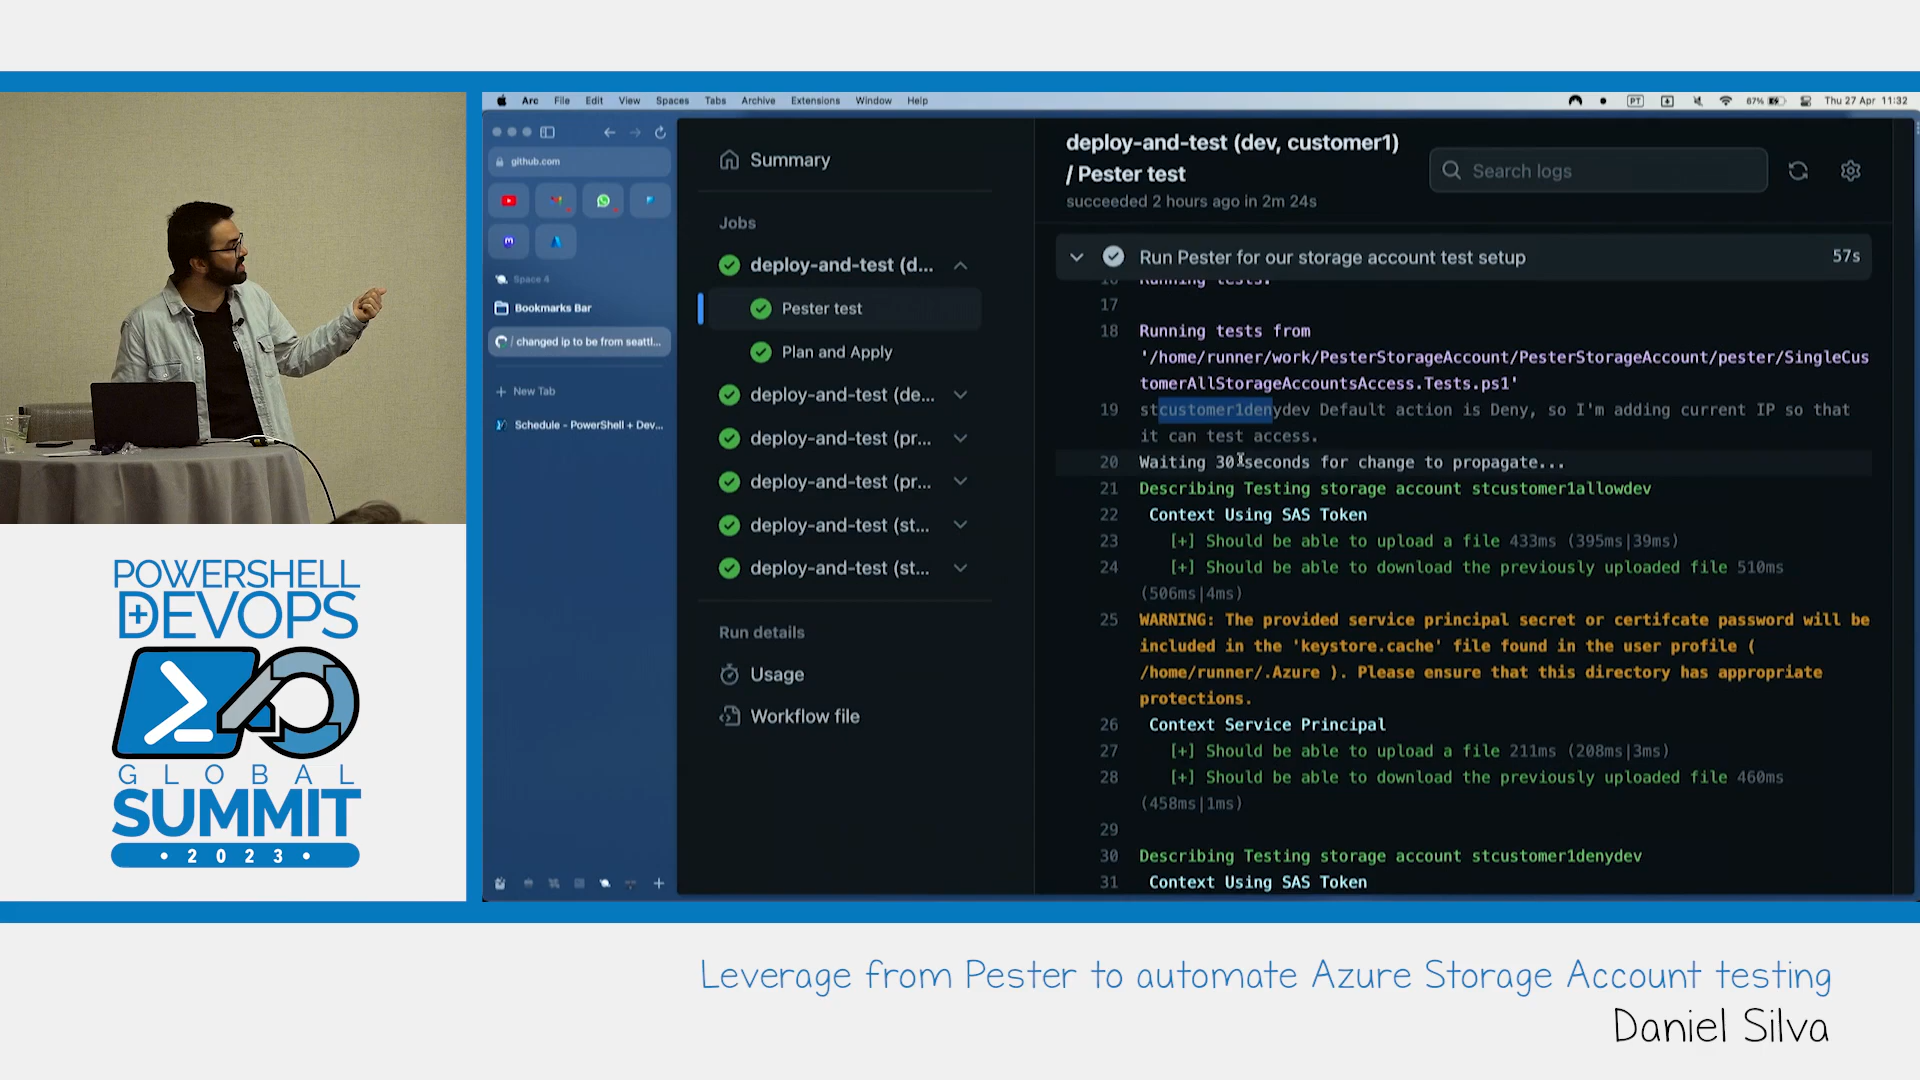 Arc File Edit View Spaces Tabs Archive Extensions Window Help
PT 67% Thu 27 Apr 11:32
github.com
Space 4
Bookmarks Bar
/ changed ip to be from seattl...
+ New Tab
Schedule - PowerShell + Dev...
Summary
Jobs
deploy-and-test (d...
Pester test
Plan and Apply
deploy-and-test (de...
deploy-and-test (pr...
deploy-and-test (pr...
deploy-and-test (st...
deploy-and-test (st...
Run details
Usage
Workflow file
deploy-and-test (dev, customer1)
/ Pester test
succeeded 2 hours ago in 2m 24s
Search logs
Run Pester for our storage account test setup 57s
16 Running tests.
17
18 Running tests from
'/home/runner/work/PesterStorageAccount/PesterStorageAccount/pester/SingleCus
tomerAllStorageAccountsAccess.Tests.ps1'
19 stcustomer1denydev Default action is Deny, so I'm adding current IP so that
it can test access.
20 Waiting 30 seconds for change to propagate...
21 Describing Testing storage account stcustomer1allowdev
22 Context Using SAS Token
23 [+] Should be able to upload a file 433ms (395ms|39ms)
24 [+] Should be able to download the previously uploaded file 510ms
(506ms|4ms)
25 WARNING: The provided service principal secret or certifcate password will be
included in the 'keystore.cache' file found in the user profile (
/home/runner/.Azure ). Please ensure that this directory has appropriate
protections.
26 Context Service Principal
27 [+] Should be able to upload a file 211ms (208ms|3ms)
28 [+] Should be able to download the previously uploaded file 460ms
(458ms|1ms)
29
30 Describing Testing storage account stcustomer1denydev
31 Context Using SAS Token
POWERSHELL
+DEVOPS
GLOBAL
SUMMIT
• 2023 •
Leverage from Pester to automate Azure Storage Account testing
Daniel Silva